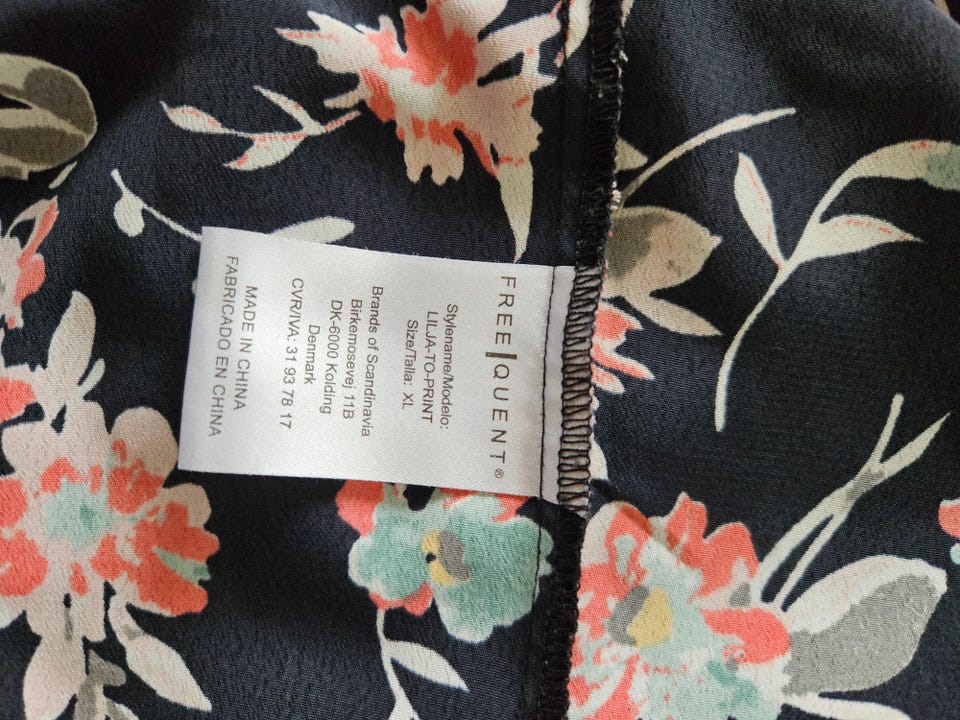 FREE|QUENT®
Stylename/Modelo:
LILJA-TO-PRINT
Size/Talla: XL
Brands of Scandinavia
Birkemosevej 11B
DK-6000 Kolding
Denmark
CVR/IVA: 31 93 78 17
MADE IN CHINA
FABRICADO EN CHINA